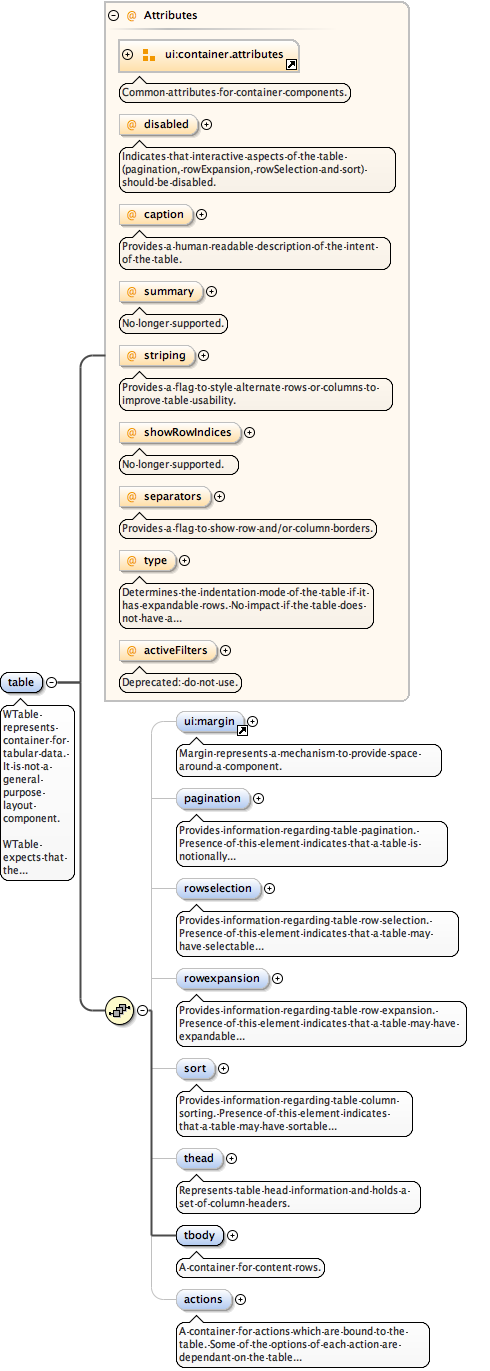 @ Attributes
ui:container.attributes
Common-attributes-for-container-components.
@ disabled
Indicates-that-interactive-aspects-of-the-table-
(pagination,-rowExpansion,-rowSelection-and-sort)-
should-be-disabled.
@ caption
Provides-a-human-readable-description-of-the-intent-
of-the-table.
@ summary
No-longer-supported.
@ striping
Provides-a-flag-to-style-alternate-rows-or-columns-to-
improve-table-usability.
@ showRowIndices
No-longer-supported.
@ separators
Provides-a-flag-to-show-row-and/or-column-borders.
@ type
Determines-the-indentation-mode-of-the-table-if-it-
has-expandable-rows.-No-impact-if-the-table-does-
not-have-a...
@ activeFilters
Deprecated:-do-not-use.
table
WTable-
represents-
container-for-
tabular-data.-
It-is-not-a-
general-
purpose-
layout-
component.
WTable-
expects-that-
the...
ui:margin
Margin-represents-a-mechanism-to-provide-space-
around-a-component.
pagination
Provides-information-regarding-table-pagination.-
Presence-of-this-element-indicates-that-a-table-is-
notionally...
rowselection
Provides-information-regarding-table-row-selection.-
Presence-of-this-element-indicates-that-a-table-may-
have-selectable...
rowexpansion
Provides-information-regarding-table-row-expansion.-
Presence-of-this-element-indicates-that-a-table-may-have-
expandable...
sort
Provides-information-regarding-table-column-
sorting.-Presence-of-this-element-indicates-
that-a-table-may-have-sortable...
thead
Represents-table-head-information-and-holds-a-
set-of-column-headers.
tbody
A-container-for-content-rows.
actions
A-container-for-actions-which-are-bound-to-the-
table.-Some-of-the-options-of-each-action-are-
dependant-on-the-table...